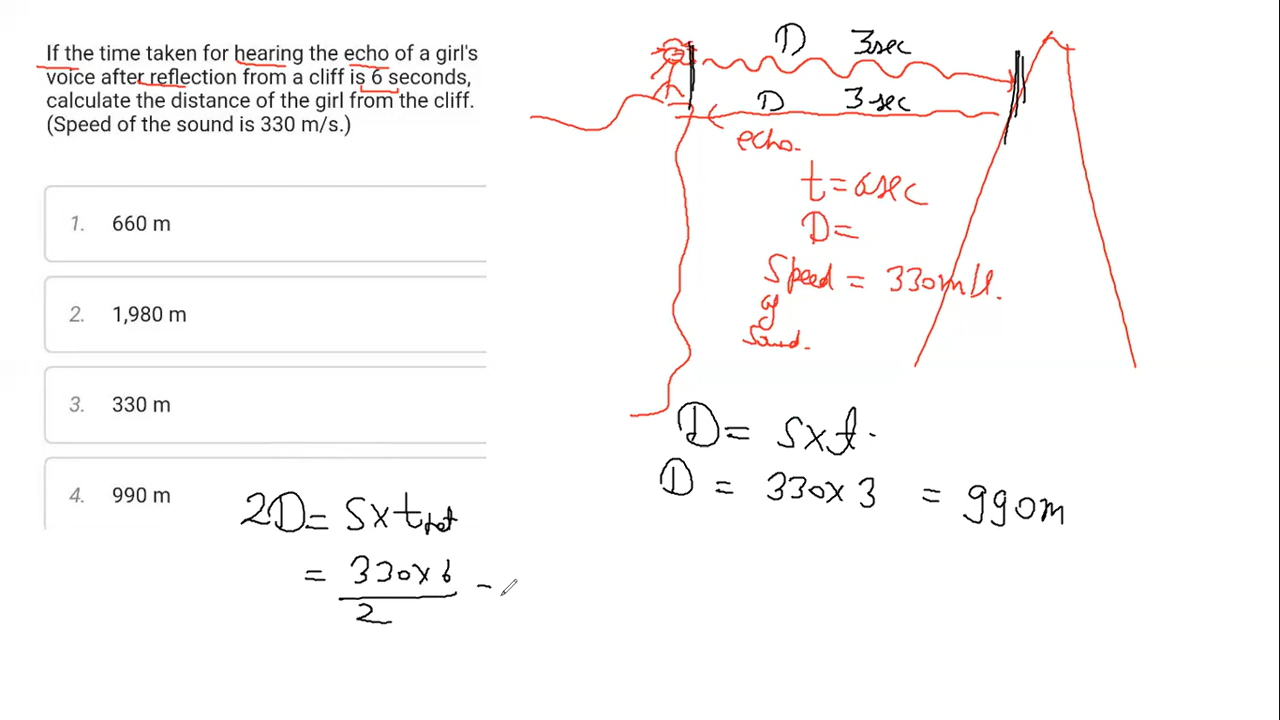 If the time taken for hearing the echo of a girl's
voice after reflection from a cliff is 6 seconds,
calculate the distance of the girl from the cliff.
(Speed of the sound is 330 m/s.)
1. 660 m
2. 1,980 m
3. 330 m
4. 990 m
D 3sec
D 3sec
echo.
t = 6sec
D =
Speed = 330m/s.
of
Sound.
D = S x t.
D = 330 x 3 = 990m
2D = S x t tot
= 330 x 6
2